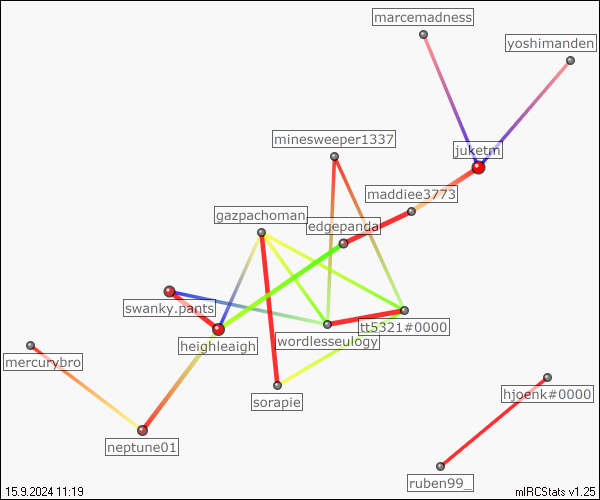 marcemadness
yoshimanden
minesweeper1337
juketm
maddiee3773
gazpachoman
edgepanda
swanky.pants
heighleaigh
wordlesseulogy
tt5321#0000
mercurybro
sorapie
hjoenk#0000
neptune01
ruben99_
15.9.2024 11:19
mIRCStats v1.25